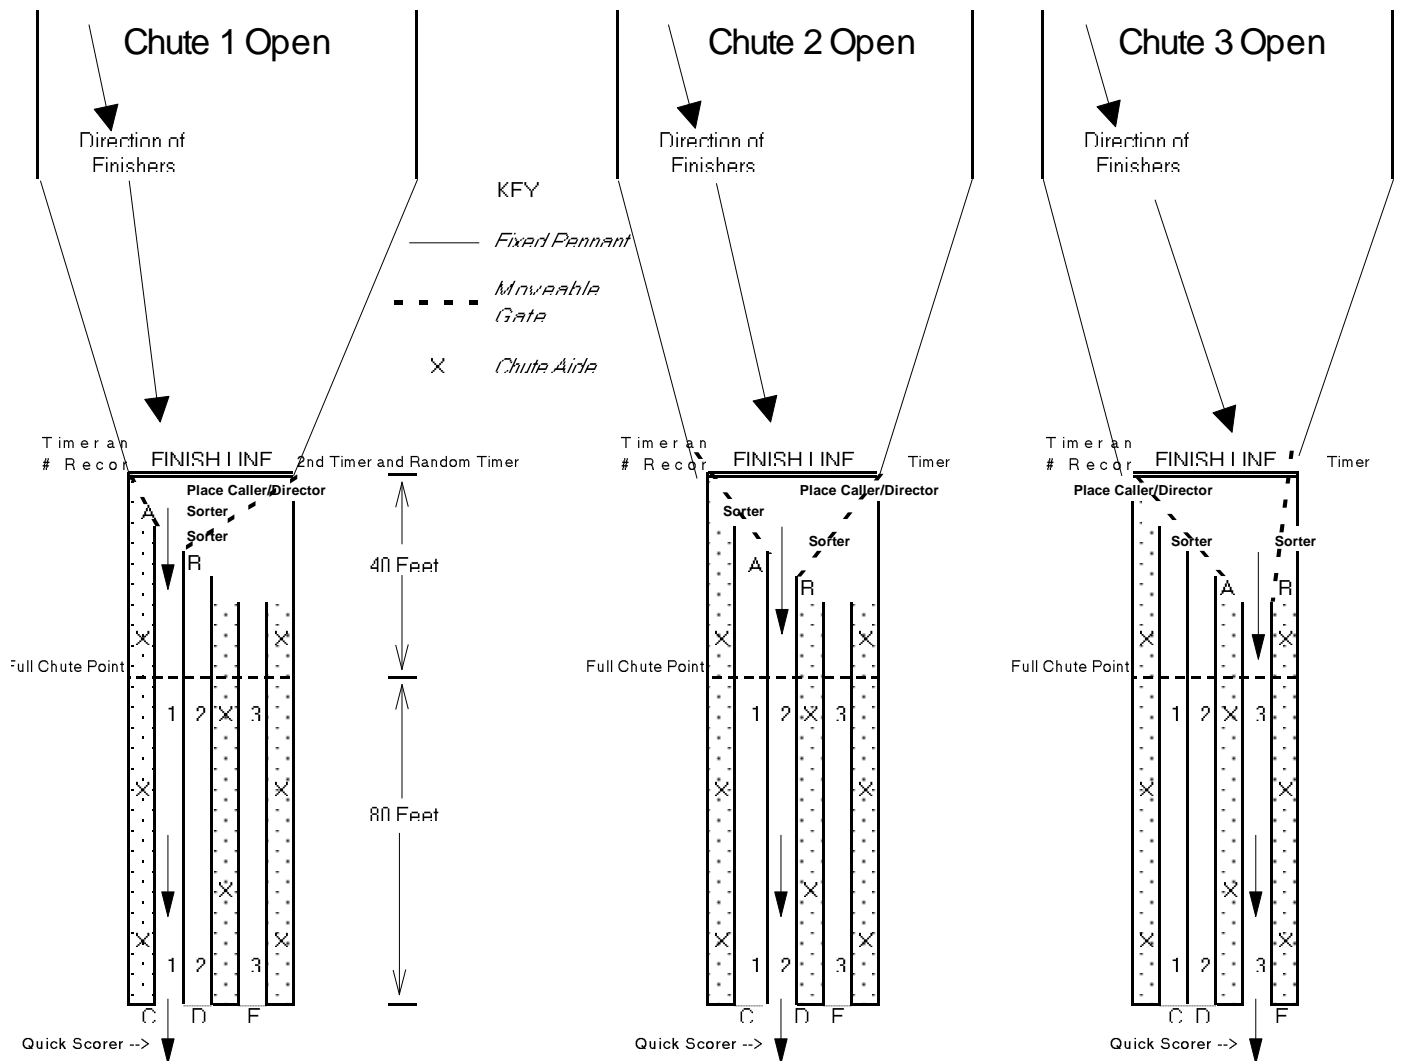 Chute 1 Open
Chute 2 Open
Chute 3 Open
Direction of
Finishers
Direction of
Finishers
Direction of
Finishers
KEY
Fixed Pennant
Moveable
Gate
X Chute Aide
Timer an
# Recor
FINISH LINE
2nd Timer and Random Timer
Timer an
# Recor
FINISH LINE
Timer
Timer an
# Recor
FINISH LINE
Timer
Place Caller/Director
Place Caller/Director
Place Caller/Director
A
Sorter
Sorter
B
Sorter
Sorter
A
B
Sorter
Sorter
A
B
40 Feet
X X
X X
X X
Full Chute Point
Full Chute Point
Full Chute Point
1 2 X 3
1 2 X 3
1 2 X 3
X X
X X
X X
80 Feet
X
X
X
X X
X X
X X
1 2 3
1 2 3
1 2 3
C D E
C D E
C D E
Quick Scorer -->
Quick Scorer -->
Quick Scorer -->